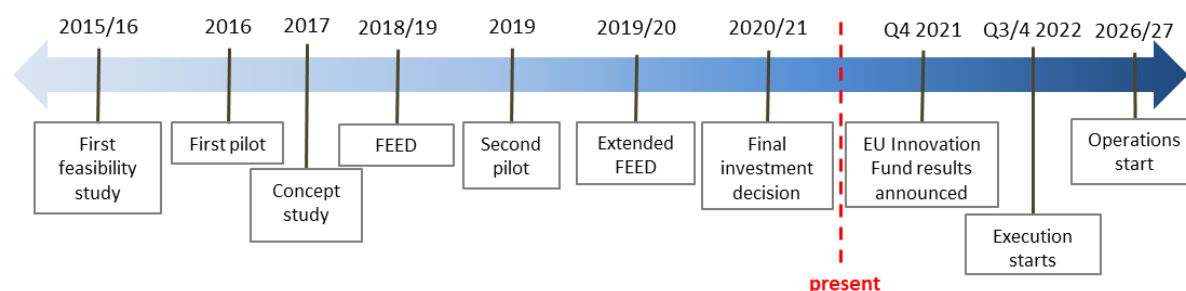 2015/16
2016
2017
2018/19
2019
2019/20
2020/21
Q4 2021
Q3/4 2022
2026/27
First
feasibility
study
First pilot
Concept
study
FEED
Second
pilot
Extended
FEED
Final
investment
decision
EU Innovation
Fund results
announced
Execution
starts
Operations
start
present